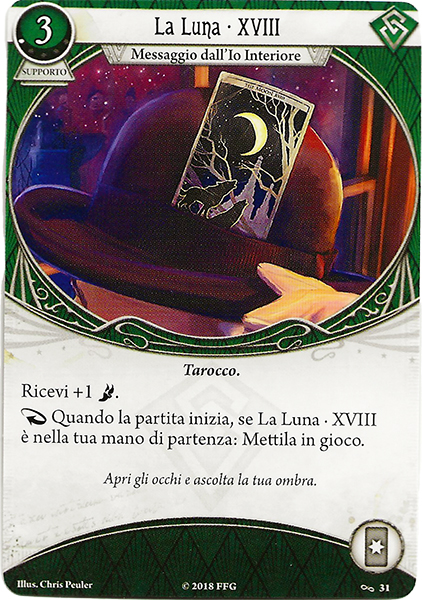 3
La Luna · XVIII
SUPPORTO
Messaggio dall'Io Interiore
THE MOON
Tarocco.
Ricevi +1 .
Quando la partita inizia, se La Luna · XVIII
è nella tua mano di partenza: Mettila in gioco.
Apri gli occhi e ascolta la tua ombra.
Illus. Chris Peuler
© 2018 FFG
31